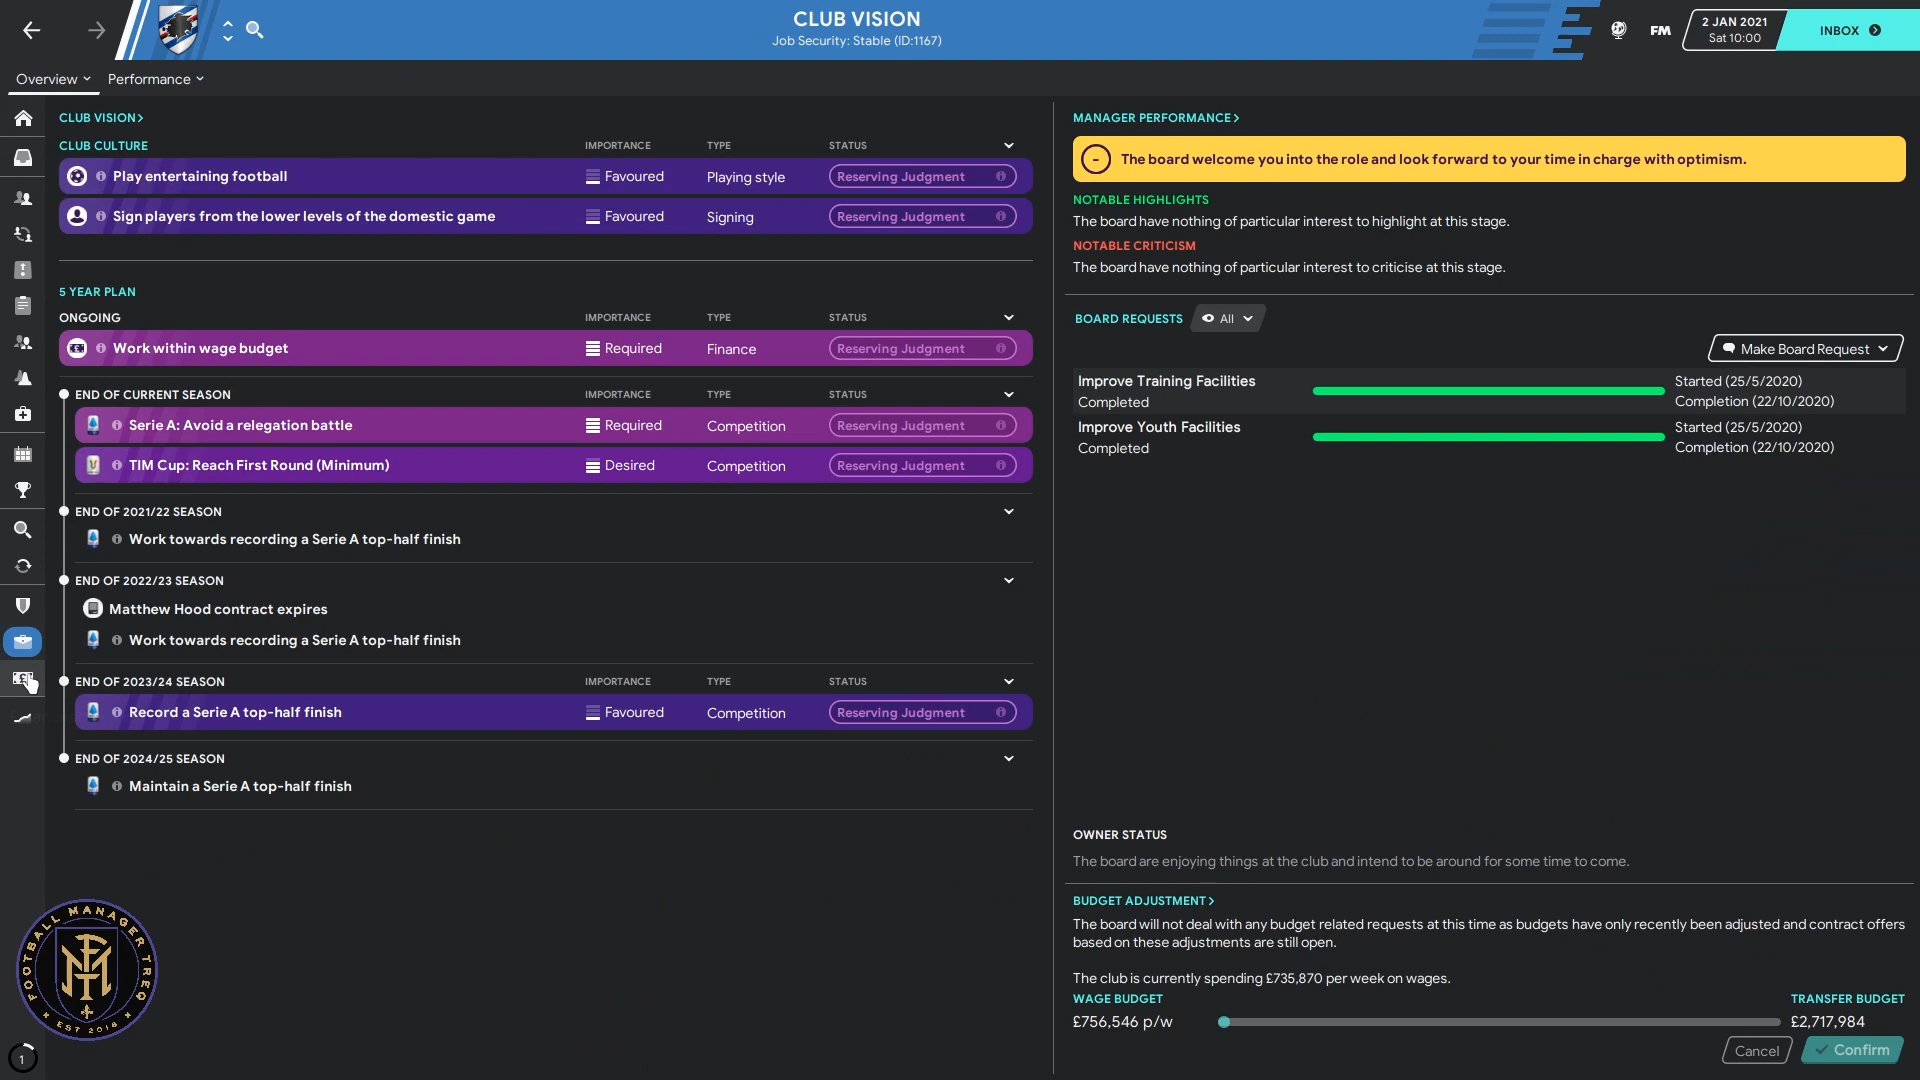 CLUB VISION
Job Security: Stable (ID:1167)
FM
2 JAN 2021
Sat 10:00
INBOX
Overview
Performance
CLUB VISION
CLUB CULTURE IMPORTANCE TYPE STATUS
Play entertaining football Favoured Playing style Reserving Judgment
Sign players from the lower levels of the domestic game Favoured Signing Reserving Judgment
5 YEAR PLAN
ONGOING IMPORTANCE TYPE STATUS
Work within wage budget Required Finance Reserving Judgment
END OF CURRENT SEASON IMPORTANCE TYPE STATUS
Serie A: Avoid a relegation battle Required Competition Reserving Judgment
TIM Cup: Reach First Round (Minimum) Desired Competition Reserving Judgment
END OF 2021/22 SEASON
Work towards recording a Serie A top-half finish
END OF 2022/23 SEASON
Matthew Hood contract expires
Work towards recording a Serie A top-half finish
END OF 2023/24 SEASON IMPORTANCE TYPE STATUS
Record a Serie A top-half finish Favoured Competition Reserving Judgment
END OF 2024/25 SEASON
Maintain a Serie A top-half finish
MANAGER PERFORMANCE
The board welcome you into the role and look forward to your time in charge with optimism.
NOTABLE HIGHLIGHTS
The board have nothing of particular interest to highlight at this stage.
NOTABLE CRITICISM
The board have nothing of particular interest to criticise at this stage.
BOARD REQUESTS All
Make Board Request
Improve Training Facilities Started (25/5/2020)
Completed Completion (22/10/2020)
Improve Youth Facilities Started (25/5/2020)
Completed Completion (22/10/2020)
OWNER STATUS
The board are enjoying things at the club and intend to be around for some time to come.
BUDGET ADJUSTMENT
The board will not deal with any budget related requests at this time as budgets have only recently been adjusted and contract offers
based on these adjustments are still open.
The club is currently spending £735,870 per week on wages.
WAGE BUDGET TRANSFER BUDGET
£756,546 p/w £2,717,984
Cancel Confirm
FOOTBALL MANAGER TREQ
EST 2018
1